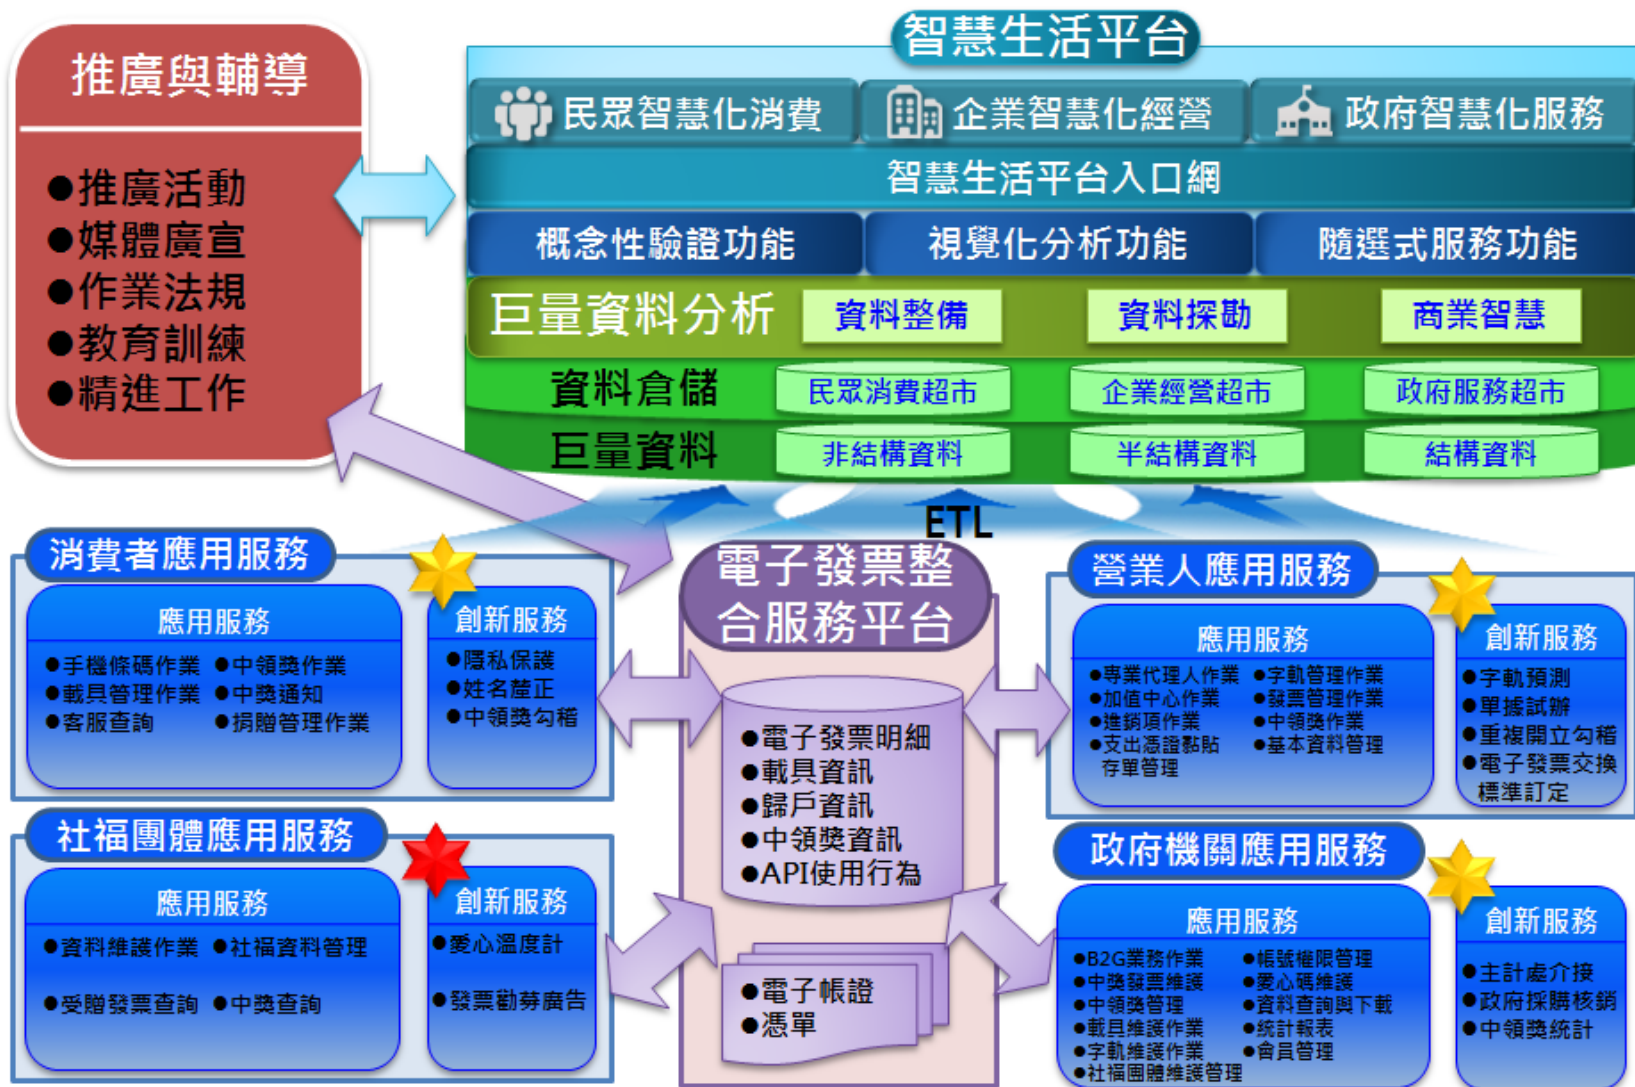 推廣與輔導
●推廣活動
●媒體廣宣
●作業法規
●教育訓練
●精進工作
智慧生活平台
民眾智慧化消費
企業智慧化經營
政府智慧化服務
智慧生活平台入口網
概念性驗證功能
視覺化分析功能
隨選式服務功能
巨量資料分析
資料整備
資料探勘
商業智慧
資料倉儲
民眾消費超市
企業經營超市
政府服務超市
巨量資料
非結構資料
半結構資料
結構資料
ETL
消費者應用服務
應用服務
●手機條碼作業
●載具管理作業
●客服查詢
●中領獎作業
●中獎通知
●捐贈管理作業
創新服務
●隱私保護
●姓名釐正
●中領獎勾稽
電子發票整
合服務平台
●電子發票明細
●載具資訊
●歸戶資訊
●中領獎資訊
●API使用行為
●電子帳證
●憑單
營業人應用服務
應用服務
●專業代理人作業
●加值中心作業
●進銷項作業
●支出憑證黏貼
存單管理
●字軌管理作業
●發票管理作業
●中領獎作業
●基本資料管理
創新服務
●字軌預測
●單據試辦
●重複開立勾稽
●電子發票交換
標準訂定
社福團體應用服務
應用服務
●資料維護作業
●受贈發票查詢
●社福資料管理
●中獎查詢
創新服務
●愛心溫度計
●發票勸募廣告
政府機關應用服務
應用服務
●B2G業務作業
●中獎發票維護
●中領獎管理
●載具維護作業
●字軌維護作業
●社福團體維護管理
●帳號權限管理
●愛心碼維護
●資料查詢與下載
●統計報表
●會員管理
創新服務
●主計處介接
●政府採購核銷
●中領獎統計